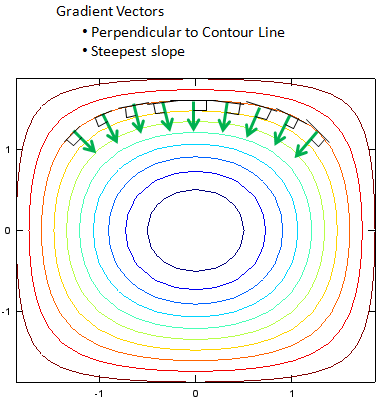 Gradient Vectors
• Perpendicular to Contour Line
• Steepest slope
1
0
-1
-1
0
1